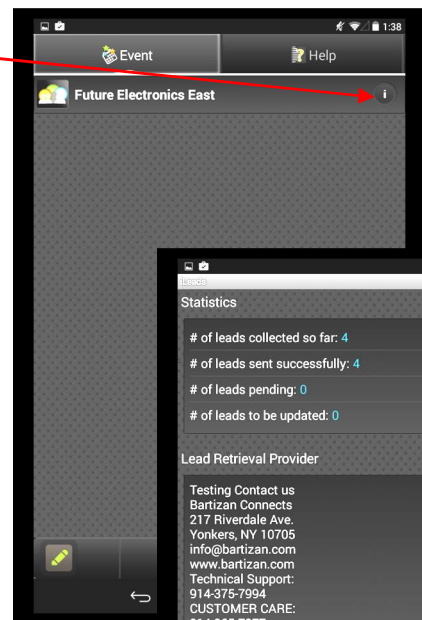 1:38
Event
Help
Future Electronics East
i
Leads
Statistics
# of leads collected so far: 4
# of leads sent successfully: 4
# of leads pending: 0
# of leads to be updated: 0
Lead Retrieval Provider
Testing Contact us
Bartizan Connects
217 Riverdale Ave.
Yonkers, NY 10705
info@bartizan.com
www.bartizan.com
Technical Support:
914-375-7994
CUSTOMER CARE: